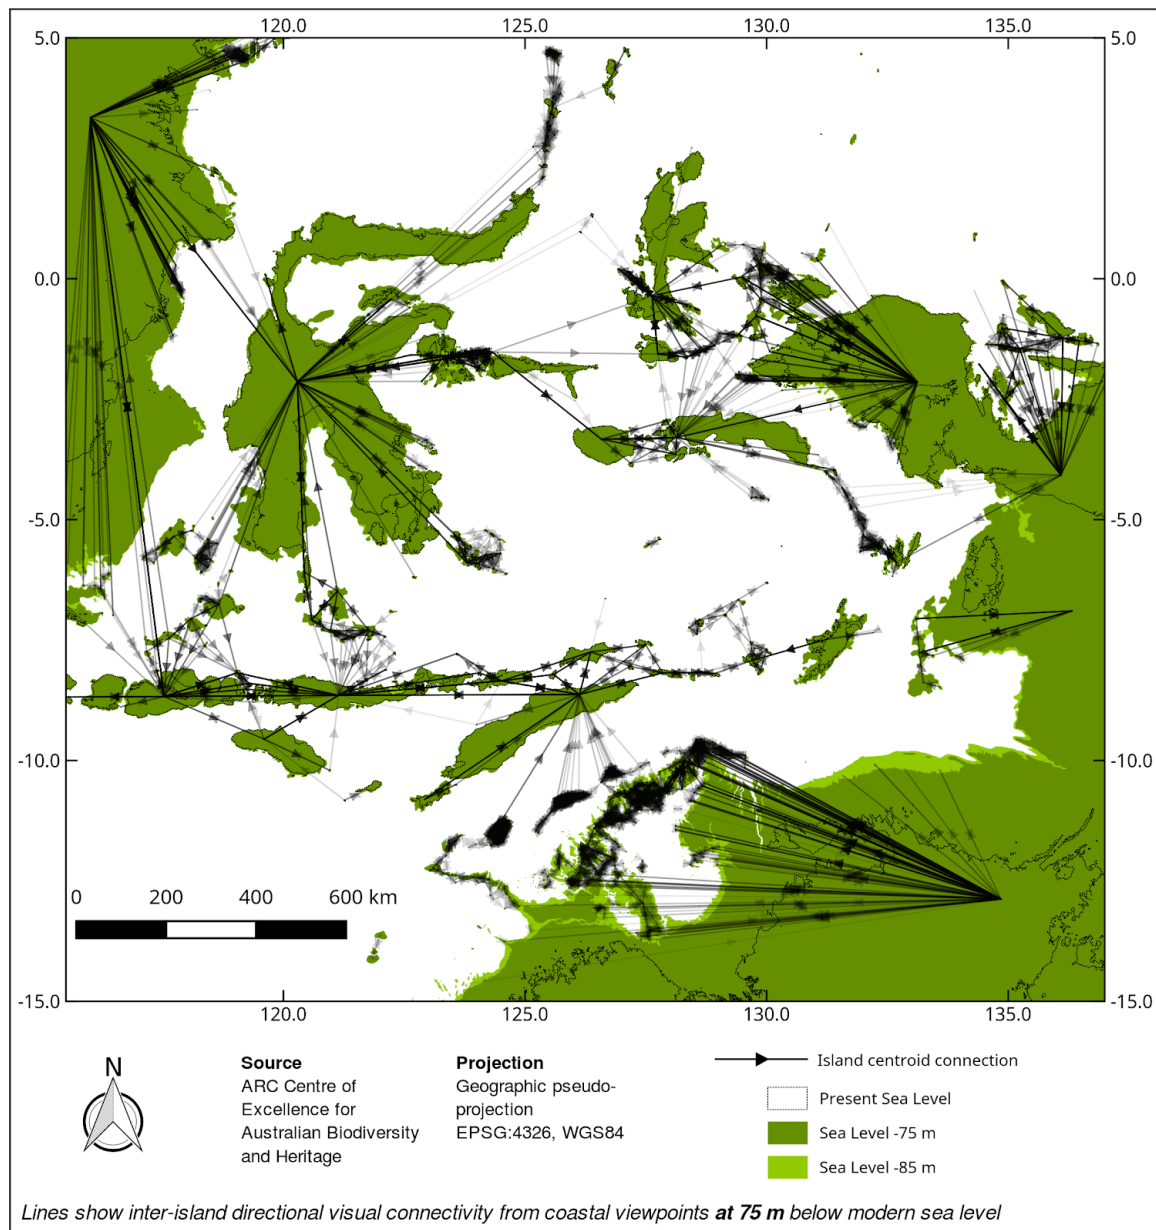 120.0 125.0 130.0 135.0
5.0 5.0
0.0 0.0
-5.0 -5.0
-10.0 -10.0
0 200 400 600 km
-15.0 -15.0
120.0 125.0 130.0 135.0
N
Source
ARC Centre of
Excellence for
Australian Biodiversity
and Heritage
Projection
Geographic pseudo-
projection
EPSG:4326, WGS84
Island centroid connection
Present Sea Level
Sea Level -75 m
Sea Level -85 m
Lines show inter-island directional visual connectivity from coastal viewpoints at 75 m below modern sea level